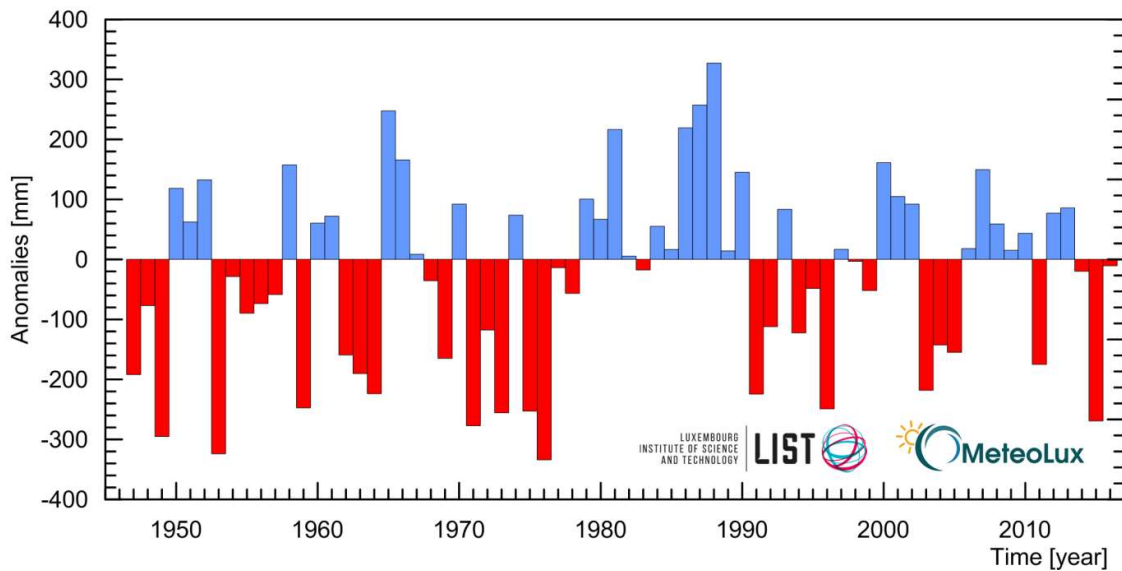 400
300
200
100
0
-100
-200
-300
-400
Anomalies [mm]
LUXEMBOURG
INSTITUTE OF SCIENCE
AND TECHNOLOGY
LIST
MeteoLux
1950 1960 1970 1980 1990 2000 2010
Time [year]